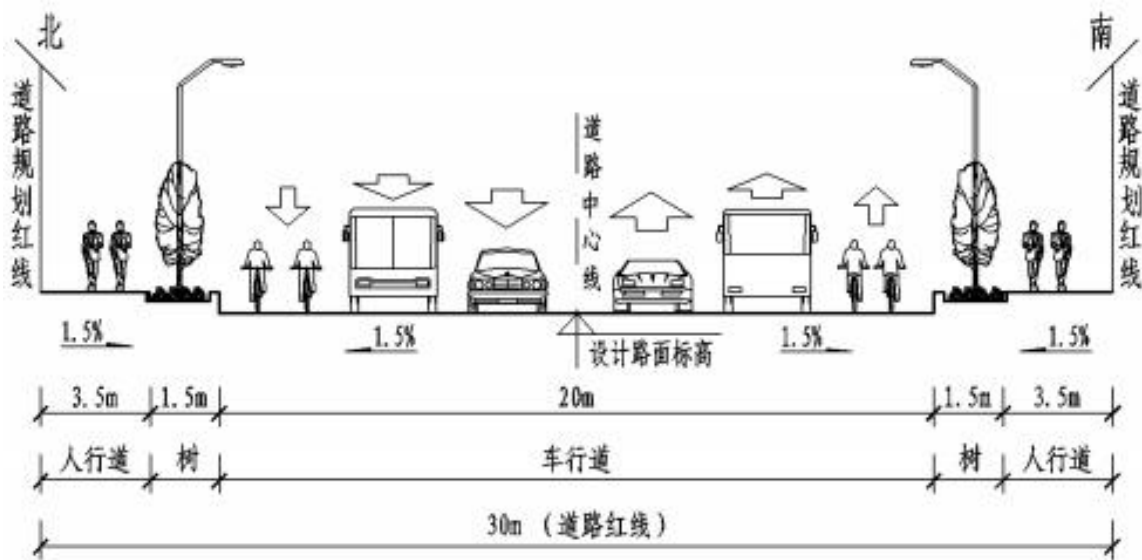 北
南
道路规划红线
道路中心线
道路规划红线
1.5%
1.5%
设计路面标高
1.5%
1.5%
3.5m
1.5m
20m
1.5m
3.5m
人行道
树
车行道
树
人行道
30m (道路红线)